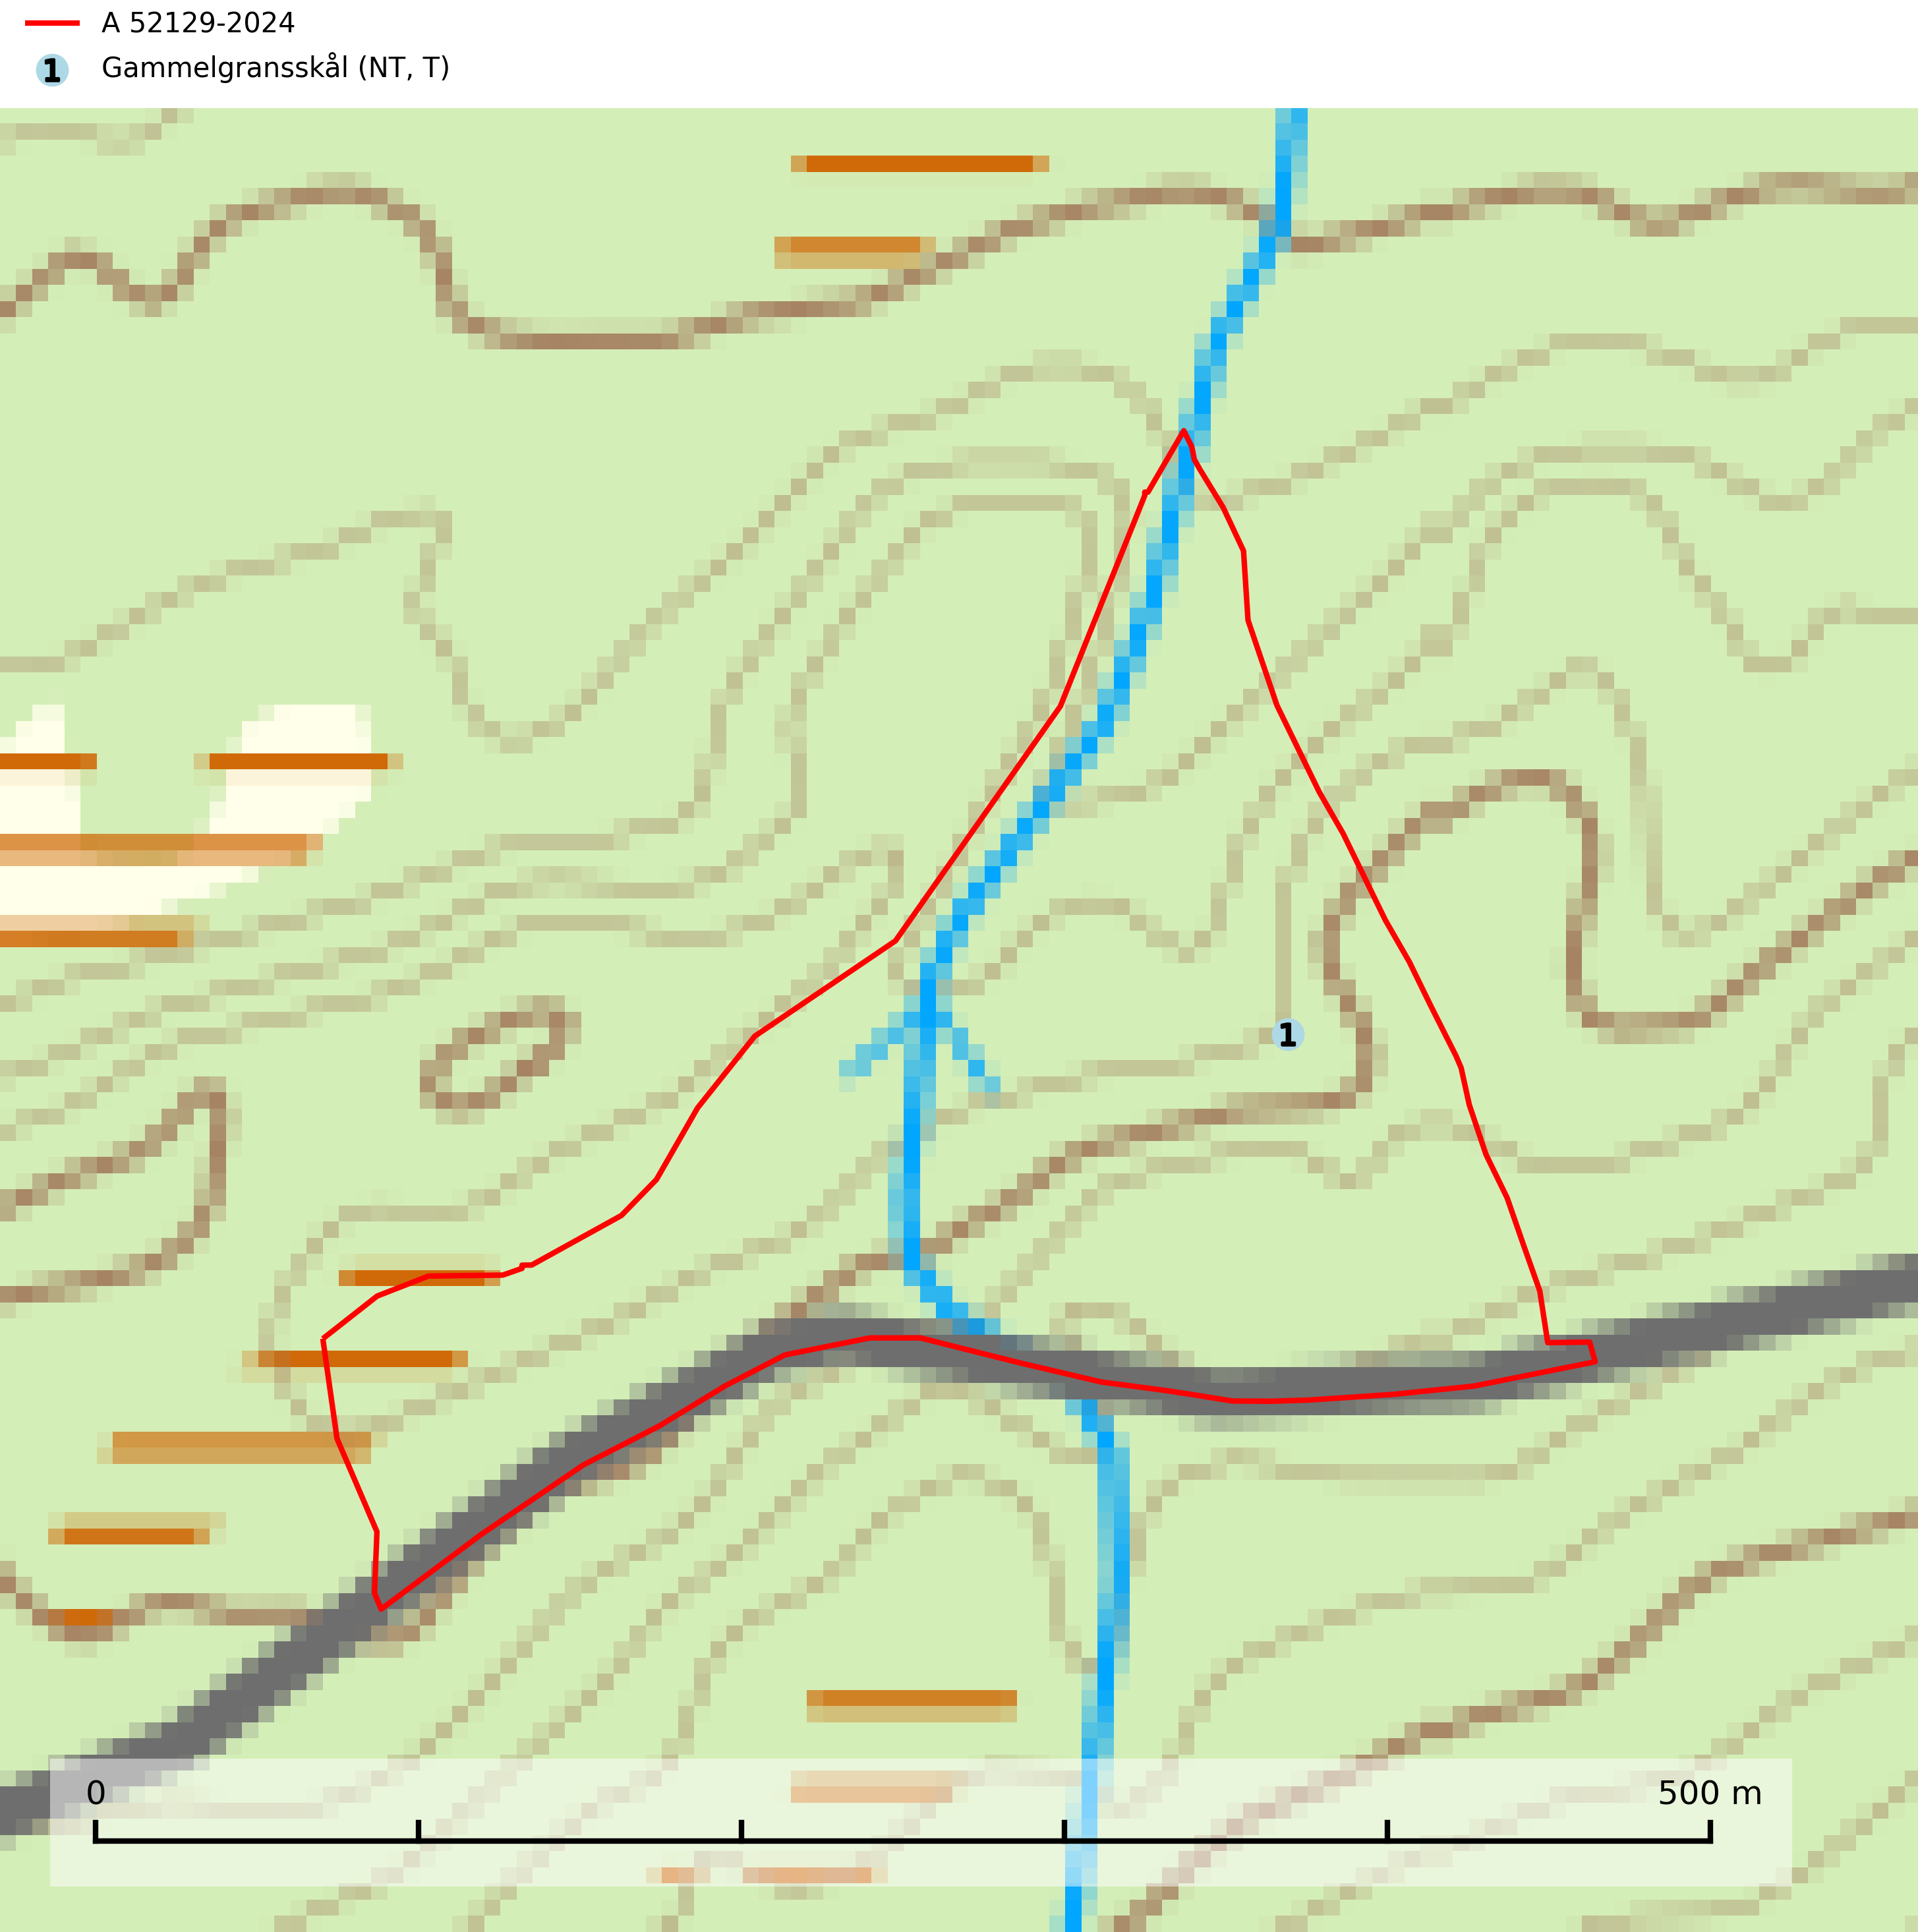 A 52129-2024
1 Gammelgransskål (NT, T)
1
0 500 m